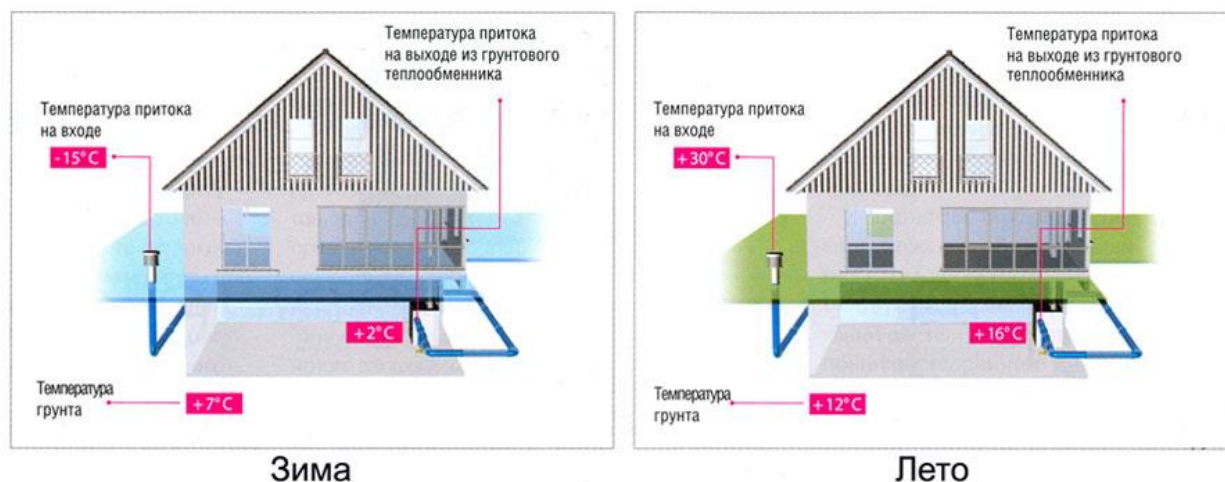 Температура притока
на выходе из грунтового
теплообменника
Температура притока
на входе
-15°C
+2°C
Температура
грунта
+7°C
Зима
Температура притока
на выходе из грунтового
теплообменника
Температура притока
на входе
+30°C
+16°C
Температура
грунта
+12°C
Лето